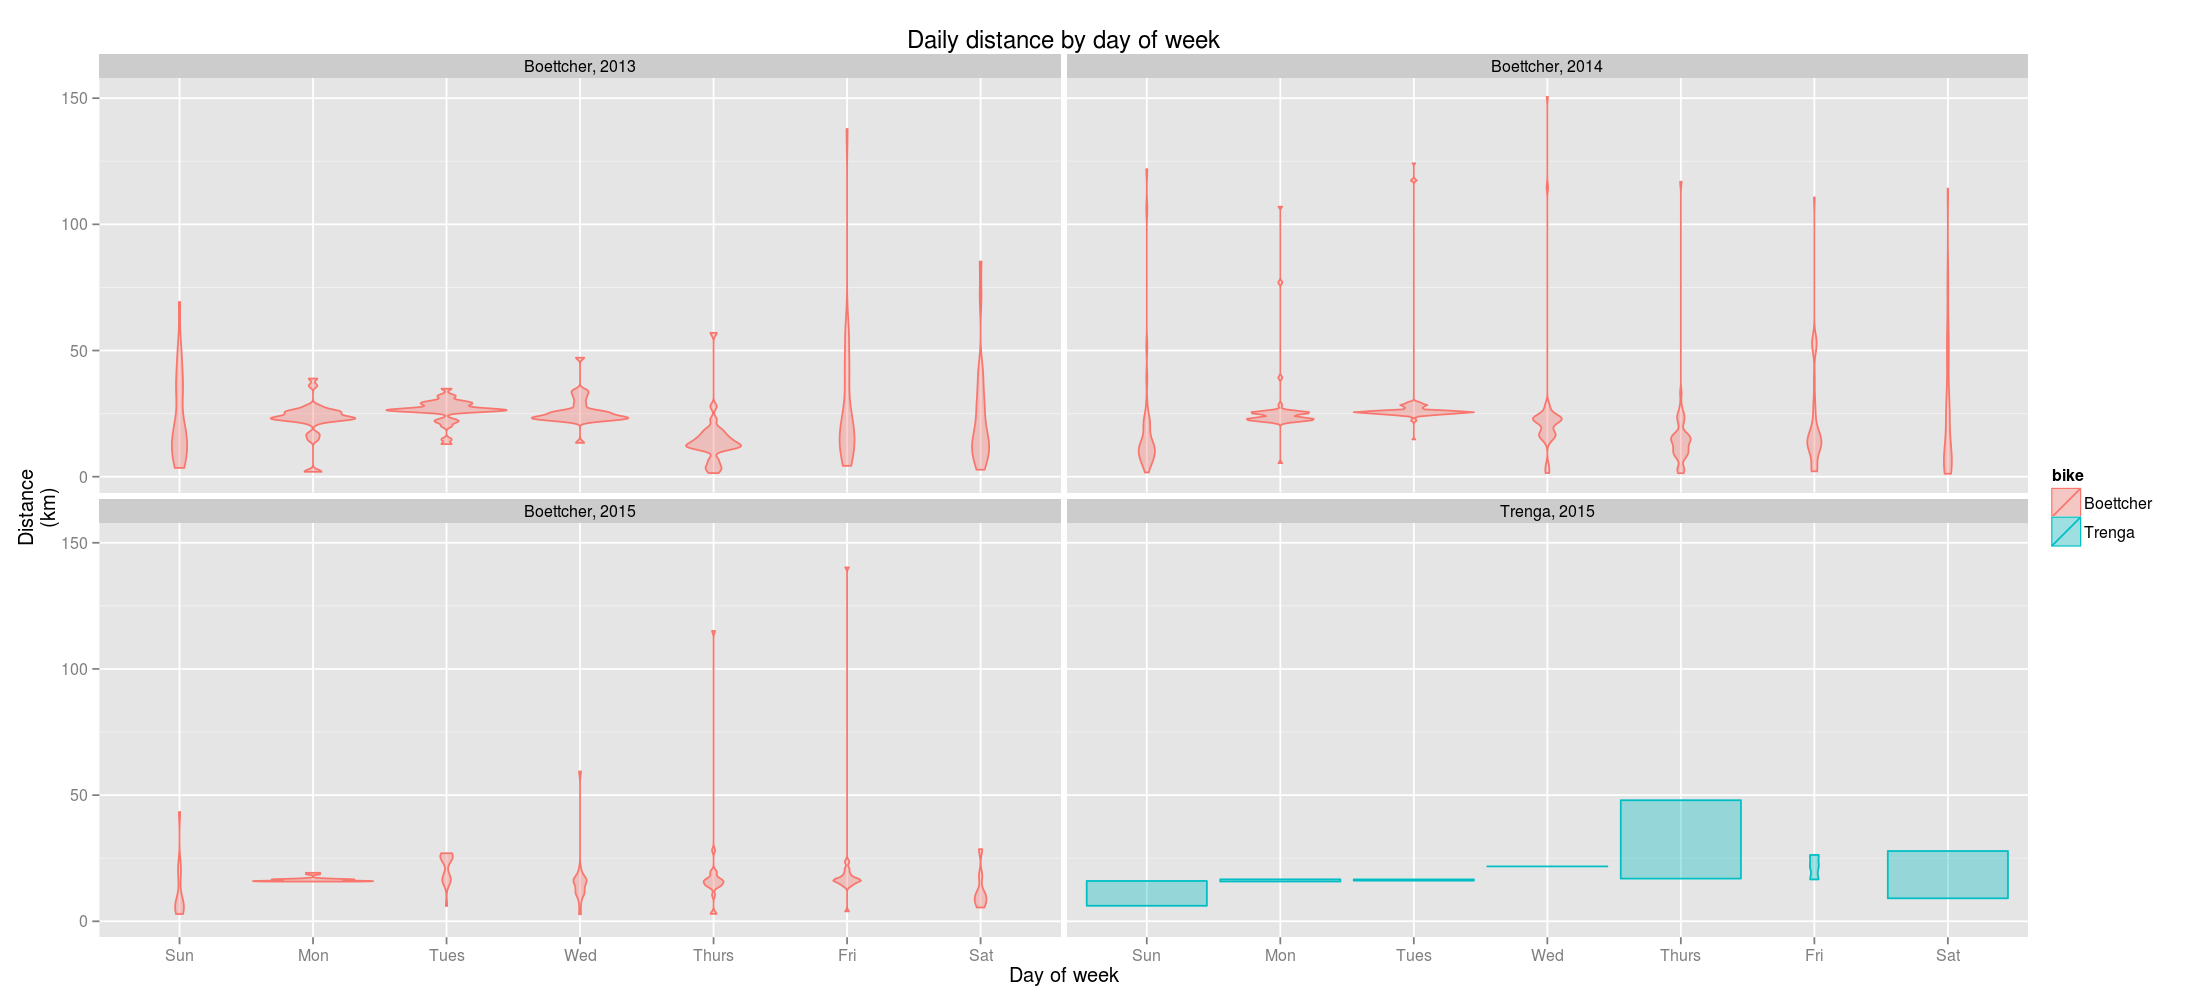 Daily distance by day of week
Boettcher, 2013
Boettcher, 2014
150
100
50
0
Boettcher, 2015
Trenga, 2015
150
100
50
0
Distance
(km)
Sun Mon Tues Wed Thurs Fri Sat
Sun Mon Tues Wed Thurs Fri Sat
Day of week
bike
Boettcher
Trenga